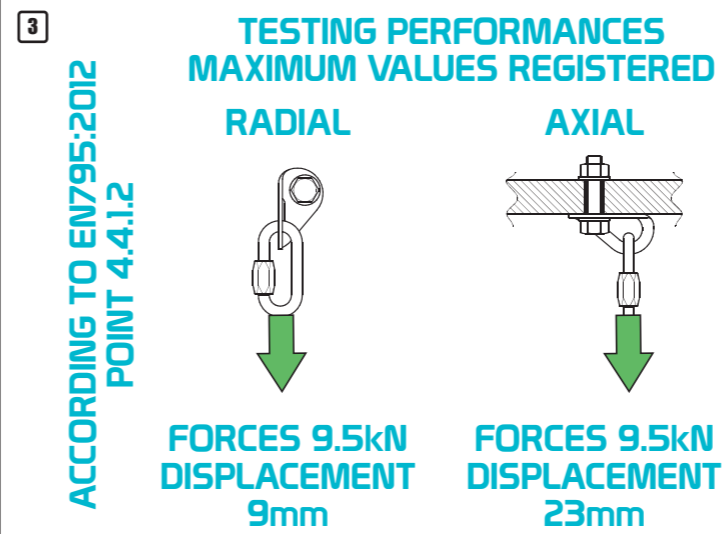 3
TESTING PERFORMANCES
MAXIMUM VALUES REGISTERED
ACCORDING TO EN795:2012
POINT 4.4.1.2
RADIAL
AXIAL
FORCES 9.5kN
DISPLACEMENT
9mm
FORCES 9.5kN
DISPLACEMENT
23mm